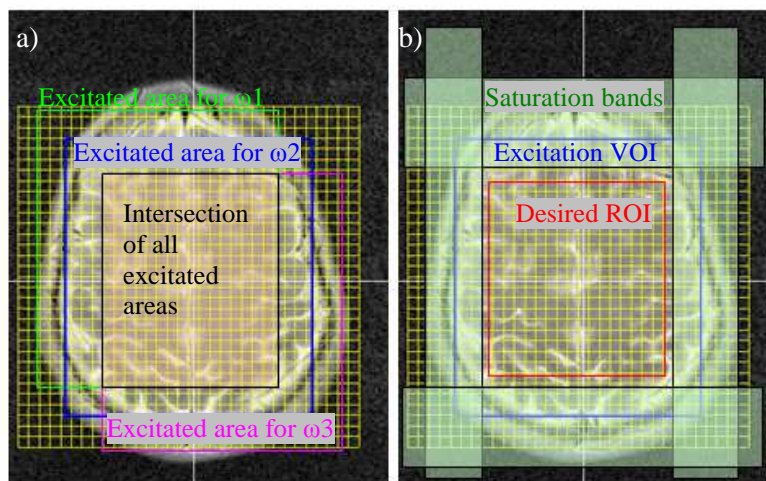 a)
Excitated area for ω1
Excitated area for ω2
Intersection
of all
excitated
areas
Excitated area for ω3
b)
Saturation bands
Excitation VOI
Desired ROI